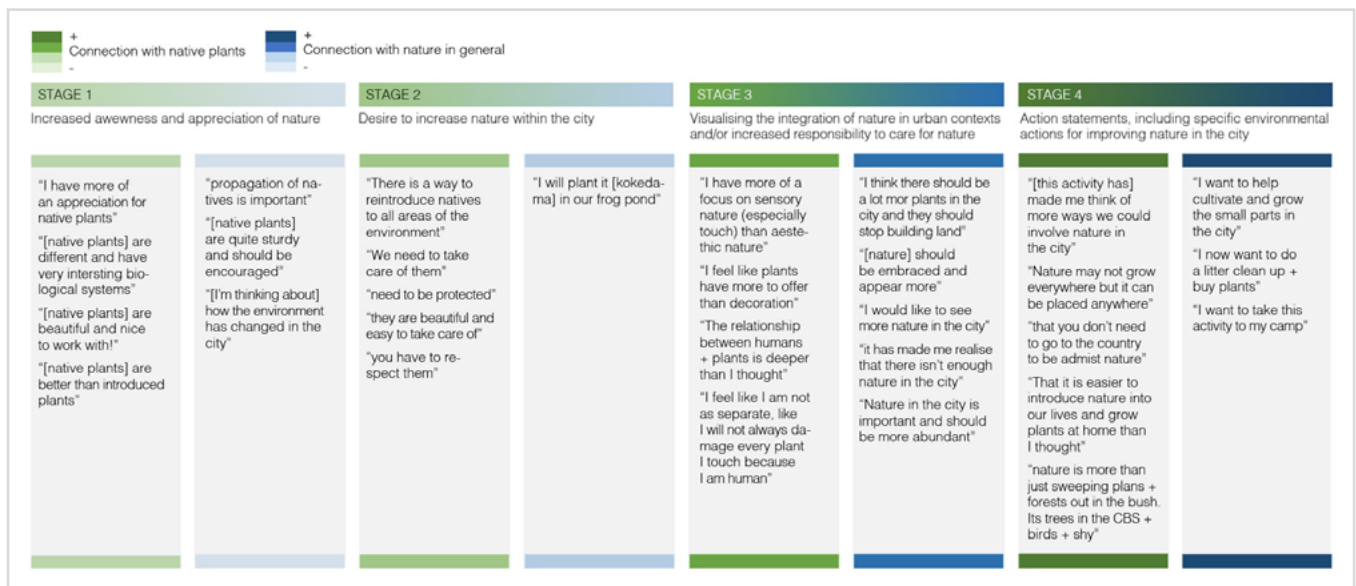 +
Connection with native plants
-
+
Connection with nature in general
-
STAGE 1
Increased awewness and appreciation of nature
STAGE 2
Desire to increase nature within the city
STAGE 3
Visualising the integration of nature in urban contexts
and/or increased responsibility to care for nature
STAGE 4
Action statements, including specific environmental
actions for improving nature in the city
“I have more of
an appreciation for
native plants”
“[native plants] are
different and have
very intersting bio-
logical systems”
“[native plants] are
beautiful and nice
to work with!”
“[native plants] are
better than introduced
plants”
“propagation of na-
tives is important”
“[native plants]
are quite sturdy
and should be
encouraged”
“[I’m thinking about]
how the environment
has changed in the
city”
“There is a way to
reintroduce natives
to all areas of the
environment”
“We need to take
care of them”
“need to be protected”
“they are beautiful and
easy to take care of”
“you have to re-
spect them”
“I will plant it [kokeda-
ma] in our frog pond”
“I have more of a
focus on sensory
nature (especially
touch) than aeste-
thic nature”
“I feel like plants
have more to offer
than decoration”
“The relationship
between humans
+ plants is deeper
than I thought”
“I feel like I am not
as separate, like
I will not always da-
mage every plant
I touch because
I am human”
“I think there should be
a lot mor plants in the
city and they should
stop building land”
“[nature] should
be embraced and
appear more”
“I would like to see
more nature in the city”
“it has made me realise
that there isn’t enough
nature in the city”
“Nature in the city is
important and should
be more abundant”
“[this activity has]
made me think of
more ways we could
involve nature in
the city”
“Nature may not grow
everywhere but it can
be placed anywhere”
“that you don’t need
to go to the country
to be admist nature”
“That it is easier to
introduce nature into
our lives and grow
plants at home than
I thought”
“nature is more than
just sweeping plans +
forests out in the bush.
Its trees in the CBS +
birds + shy”
“I want to help
cultivate and grow
the small parts in
the city”
“I now want to do
a litter clean up +
buy plants”
“I want to take this
activity to my camp”